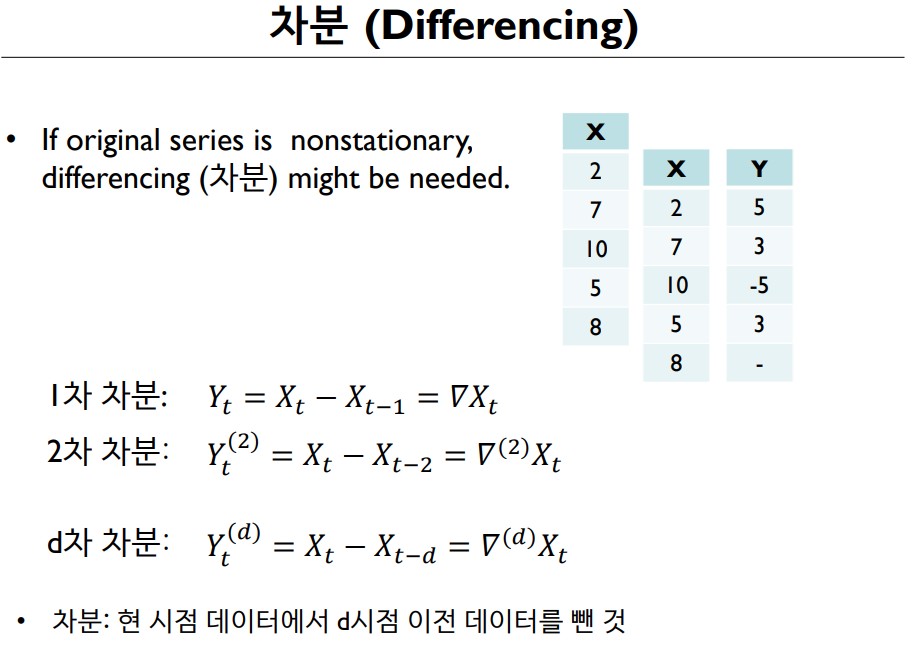 차분 (Differencing)
• If original series is nonstationary,
differencing (차분) might be needed.
X
2
7
10
5
8
X Y
2 5
7 3
10 -5
5 3
8 -
1차 차분: Y_t = X_t − X_{t−1} = ∇X_t
2차 차분: Y_t^{(2)} = X_t − X_{t−2} = ∇^{(2)}X_t
d차 차분: Y_t^{(d)} = X_t − X_{t−d} = ∇^{(d)}X_t
• 차분: 현 시점 데이터에서 d시점 이전 데이터를 뺀 것